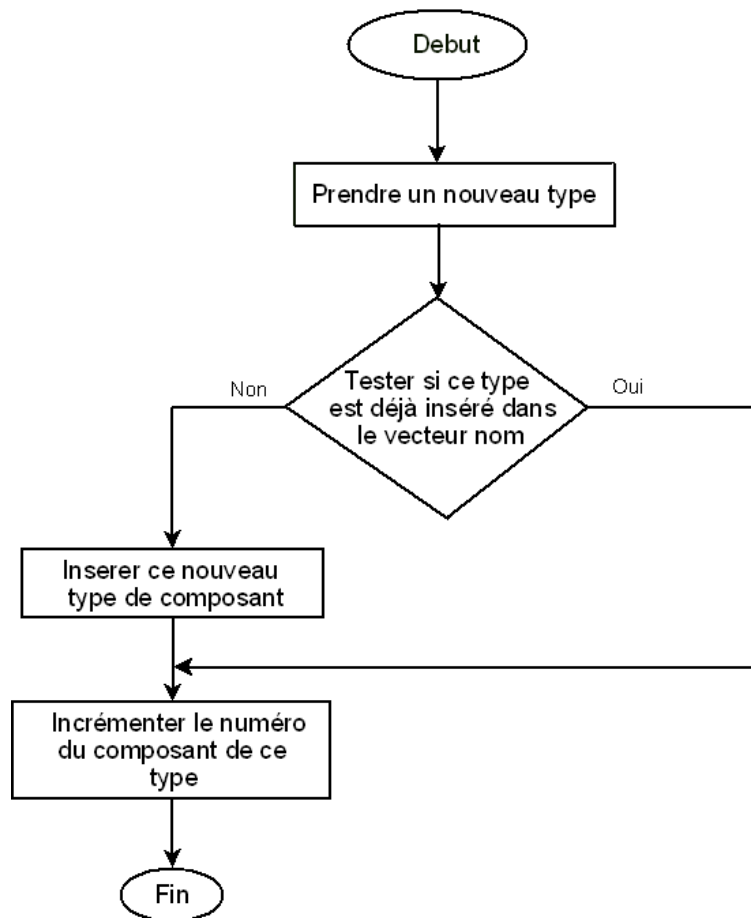 Debut
Prendre un nouveau type
Tester si ce type
est déjà inséré dans
le vecteur nom
Non
Oui
Inserer ce nouveau
type de composant
Incrémenter le numéro
du composant de ce
type
Fin